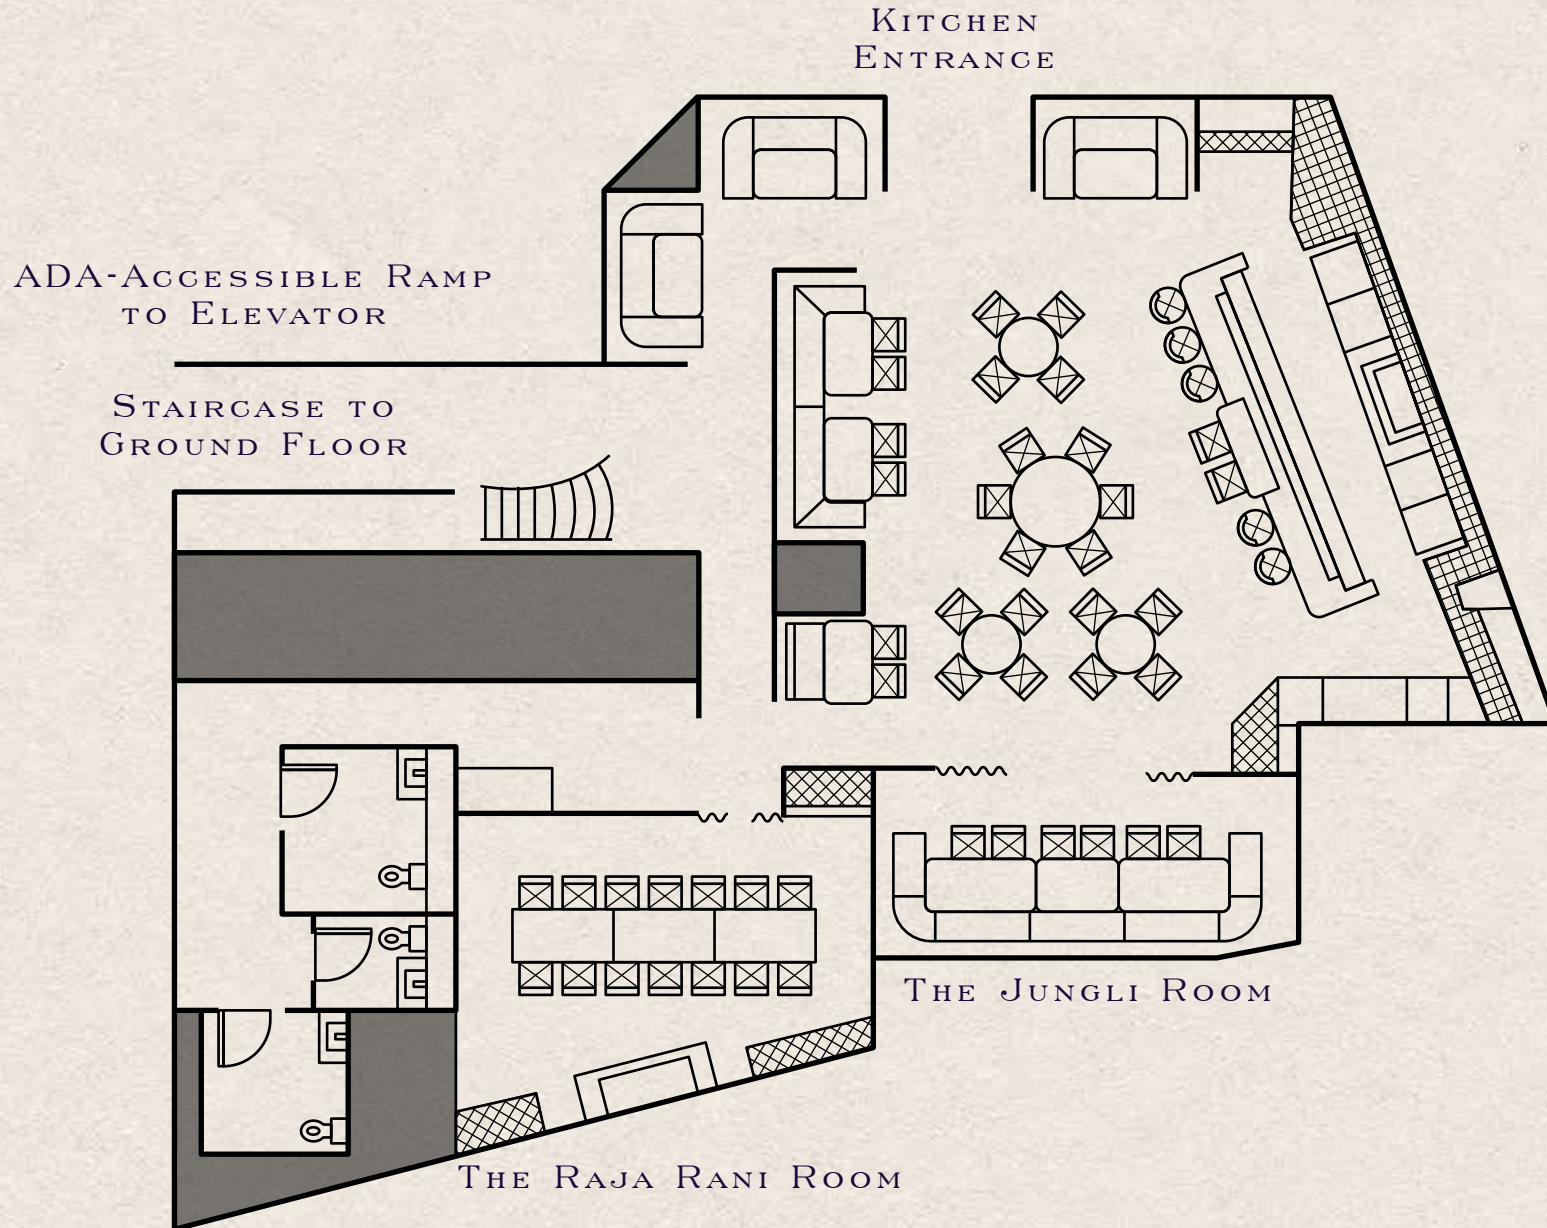 Kitchen
Entrance
ADA-Accessible Ramp
to Elevator
Staircase to
Ground Floor
The Jungli Room
The Raja Rani Room